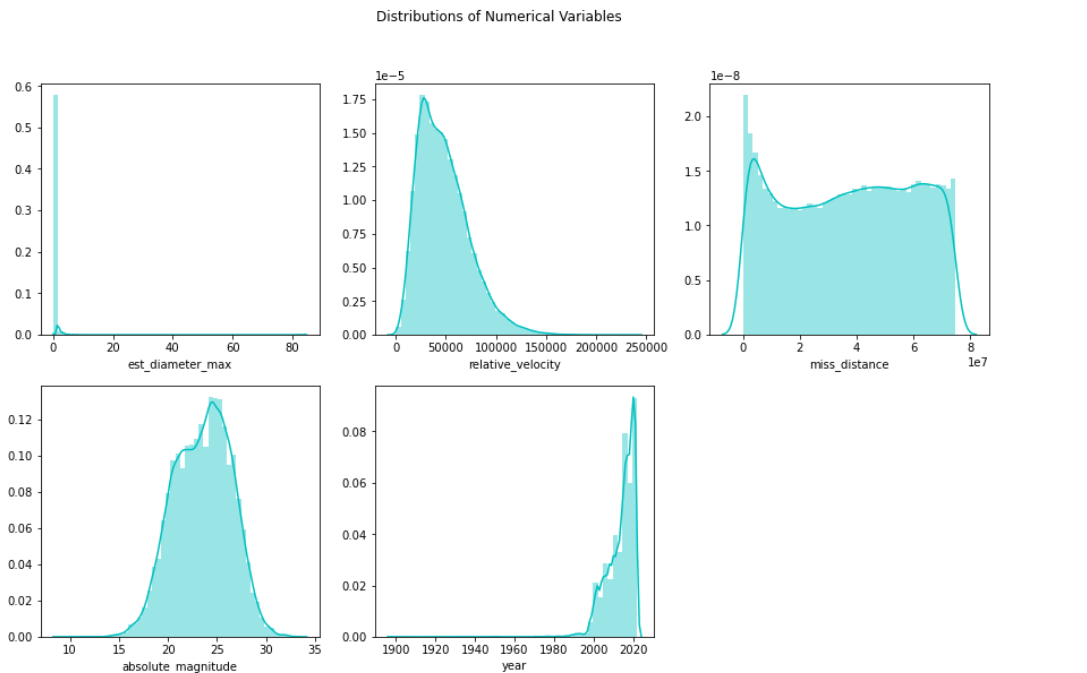 Distributions of Numerical Variables
1e−5
1e−8
0.6
0.5
0.4
0.3
0.2
0.1
0.0
0 20 40 60 80
est_diameter_max
1.75
1.50
1.25
1.00
0.75
0.50
0.25
0.00
0 50000 100000 150000 200000 250000
relative_velocity
2.0
1.5
1.0
0.5
0.0
0 2 4 6 8
1e7
miss_distance
0.12
0.10
0.08
0.06
0.04
0.02
0.00
10 15 20 25 30 35
absolute_magnitude
0.08
0.06
0.04
0.02
0.00
1900 1920 1940 1960 1980 2000 2020
year